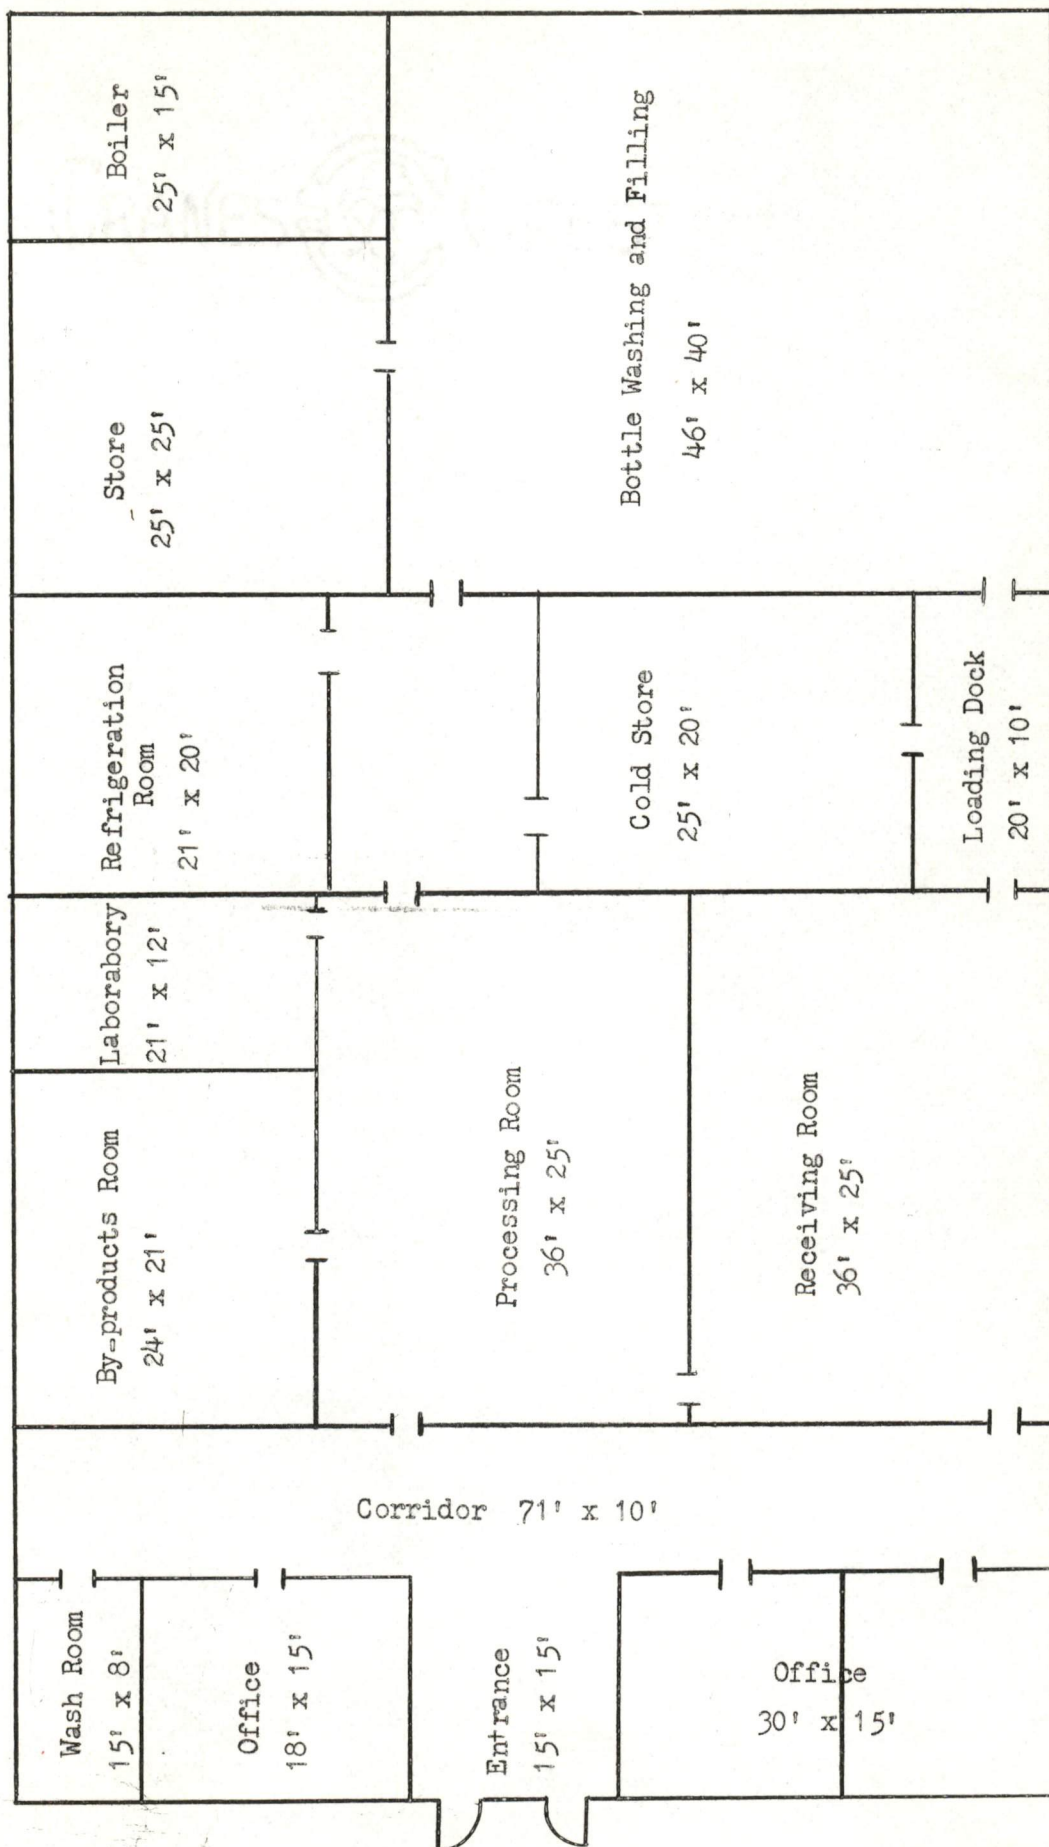 Boiler
25' x 15'
Store
25' x 25'
Bottle Washing and Filling
46' x 40'
Refrigeration
Room
21' x 20'
Cold Store
25' x 20'
Loading Dock
20' x 10'
Laborabory
21' x 12'
By-products Room
24' x 21'
Processing Room
36' x 25'
Receiving Room
36' x 25'
Corridor 71' x 10'
Wash Room
15' x 8'
Office
18' x 15'
Entrance
15' x 15'
Office
30' x 15'